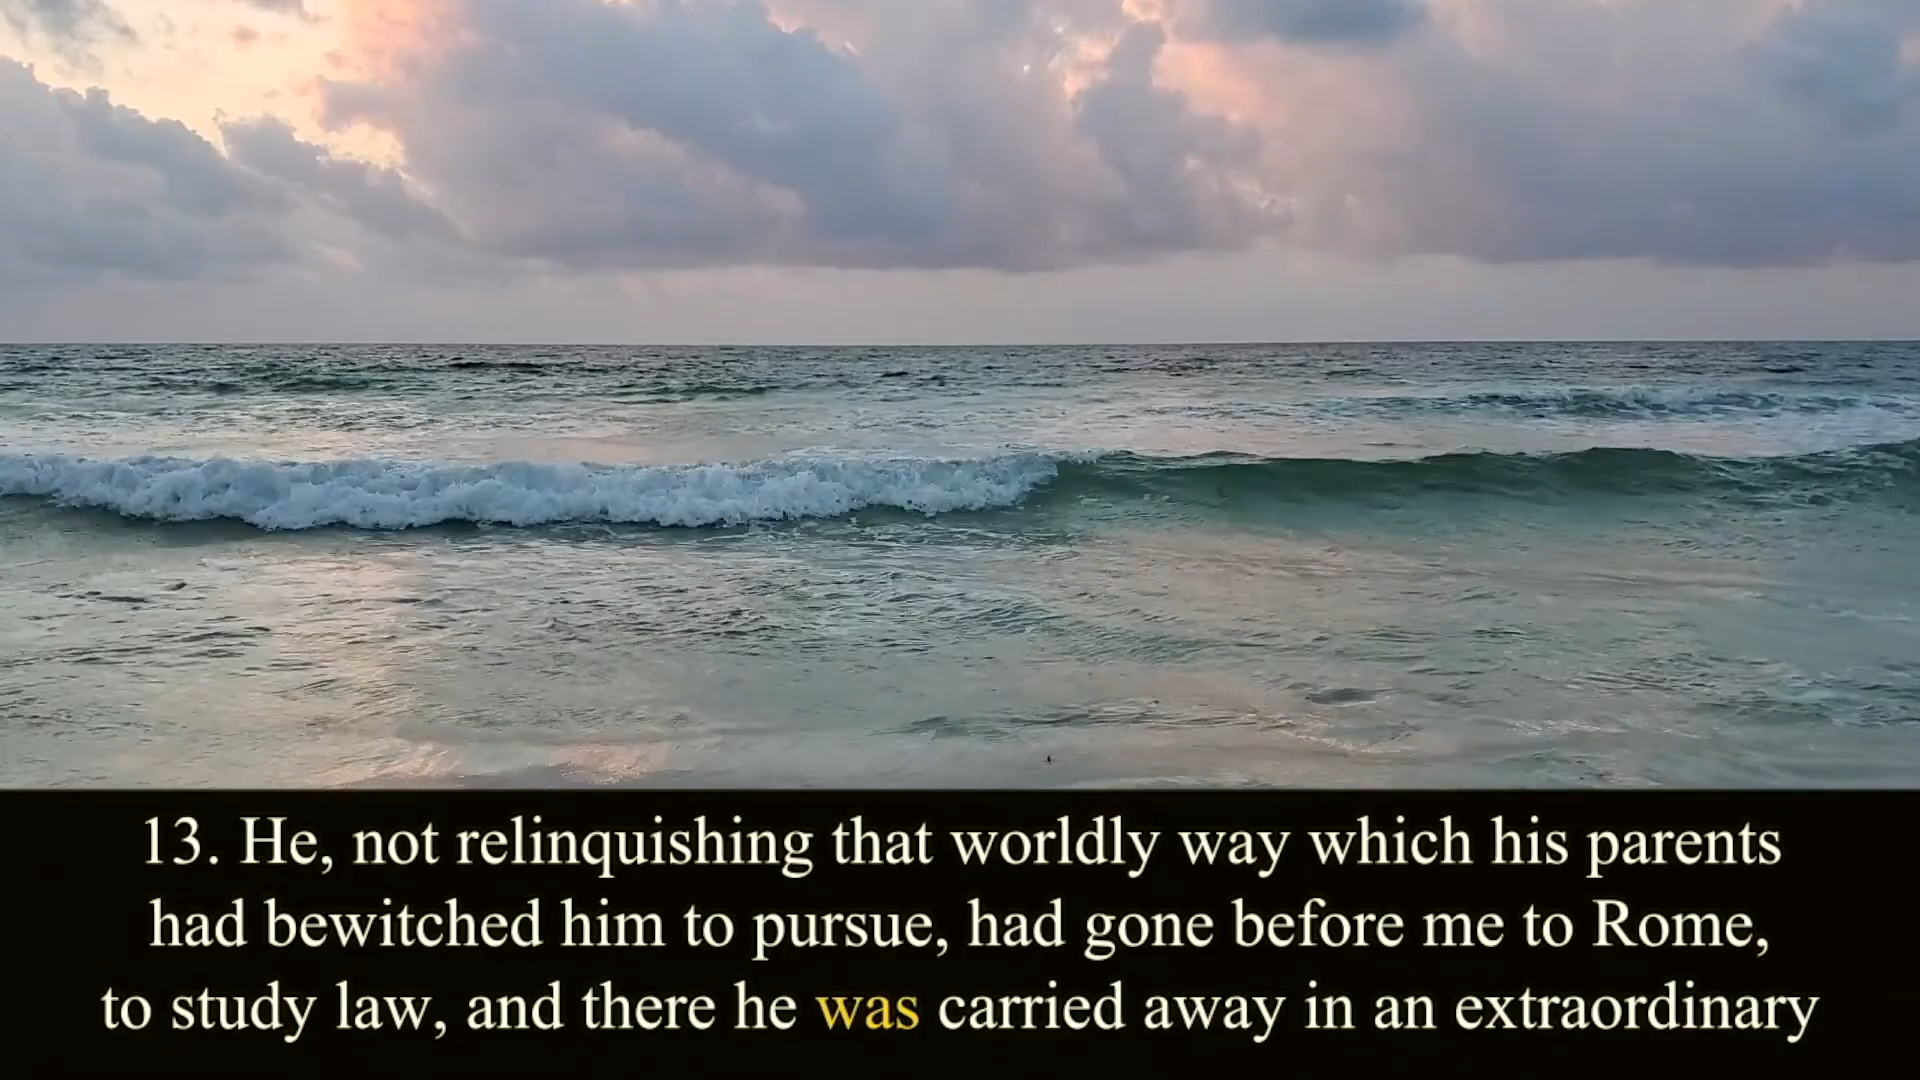 13. He, not relinquishing that worldly way which his parents
had bewitched him to pursue, had gone before me to Rome,
to study law, and there he was carried away in an extraordinary